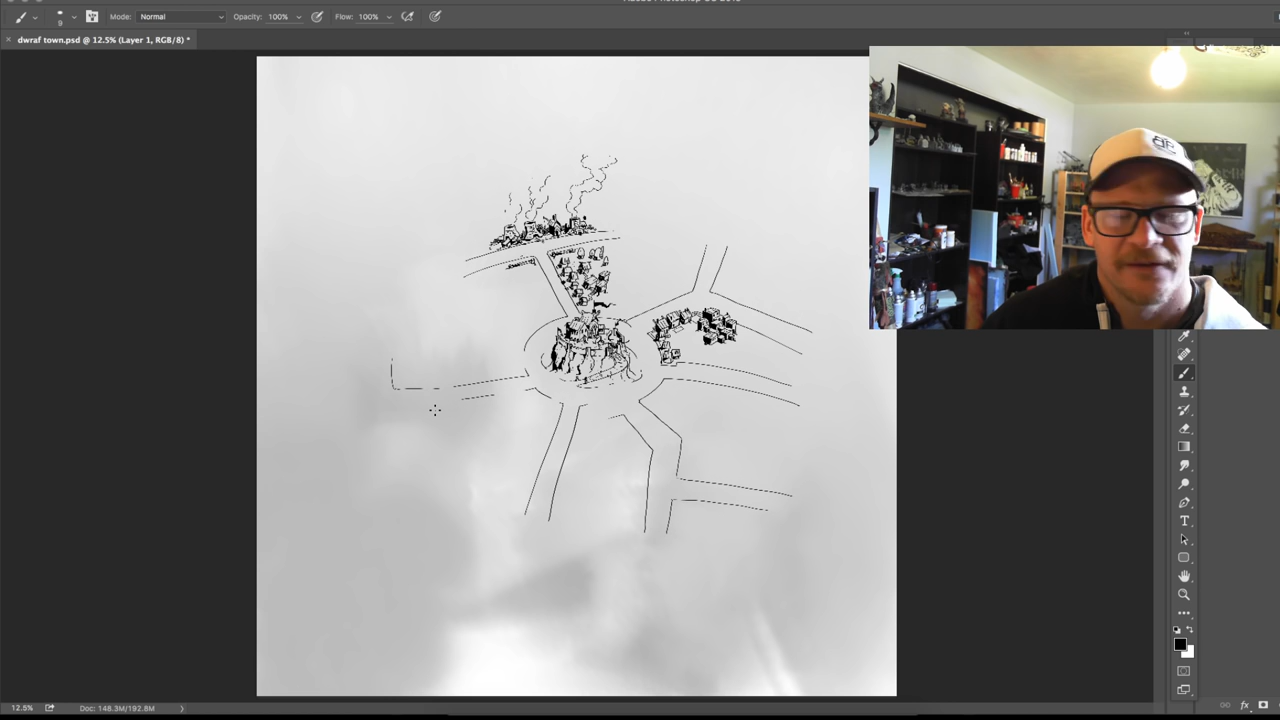 Mode: Normal Opacity: 100% Flow: 100%
9
dwraf town.psd @ 12.5% (Layer 1, RGB/8) *
12.5% Doc: 148.3M/192.8M